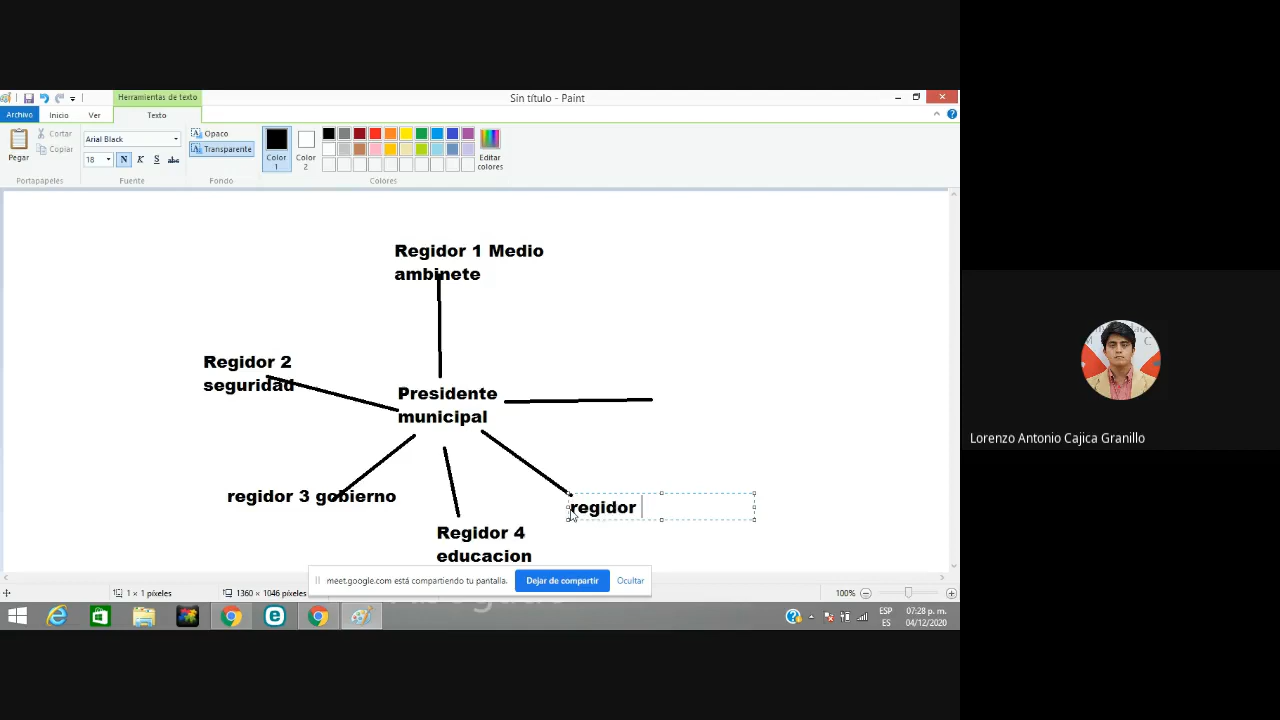 Herramientas de texto
Sin título - Paint
Archivo
Inicio
Ver
Texto
Pegar
Cortar
Copiar
Portapapeles
Arial Black
18
N K S abc
Fuente
Opaco
Transparente
Fondo
Color 1
Color 2
Editar colores
Colores
Regidor 1 Medio
ambinete
Regidor 2
seguridad
Presidente
municipal
regidor 3 gobierno
Regidor 4
educacion
regidor
meet.google.com está compartiendo tu pantalla.
Dejar de compartir
Ocultar
1 × 1 píxeles
1360 × 1046 píxeles
100%
ESP
ES
07:28 p. m.
04/12/2020
Lorenzo Antonio Cajica Granillo